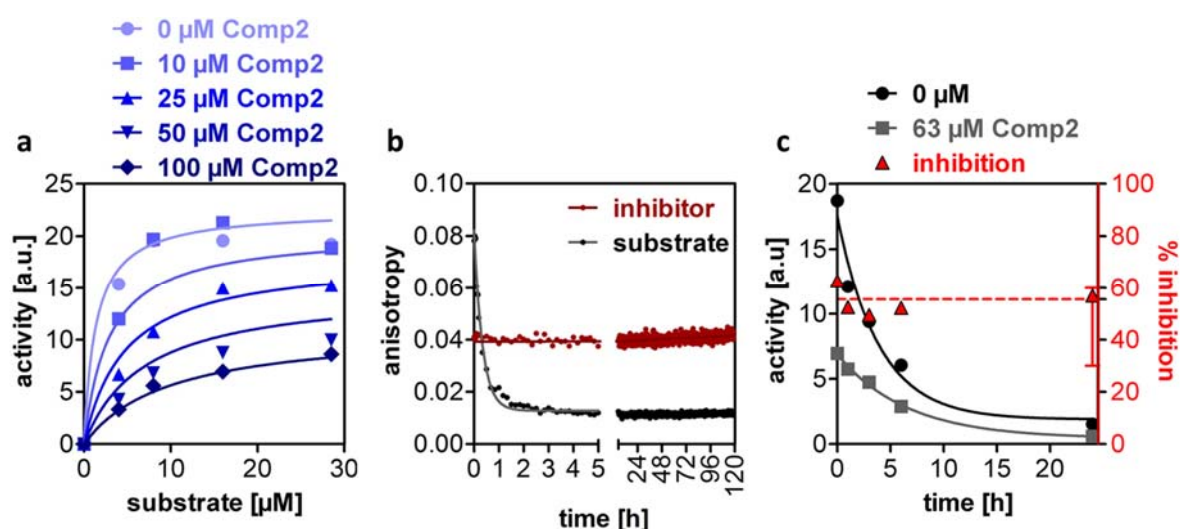 0 µM Comp2
10 µM Comp2
25 µM Comp2
50 µM Comp2
100 µM Comp2
a
25
20
15
10
5
0
activity [a.u.]
0 10 20 30
substrate [µM]
b
0.10
0.08
0.06
0.04
0.02
0.00
anisotropy
inhibitor
substrate
0 1 2 3 4 5 24 48 72 96 120
time [h]
0 µM
63 µM Comp2
inhibition
c
20
15
10
5
0
activity [a.u]
100
80
60
40
20
0
% inhibition
0 5 10 15 20
time [h]